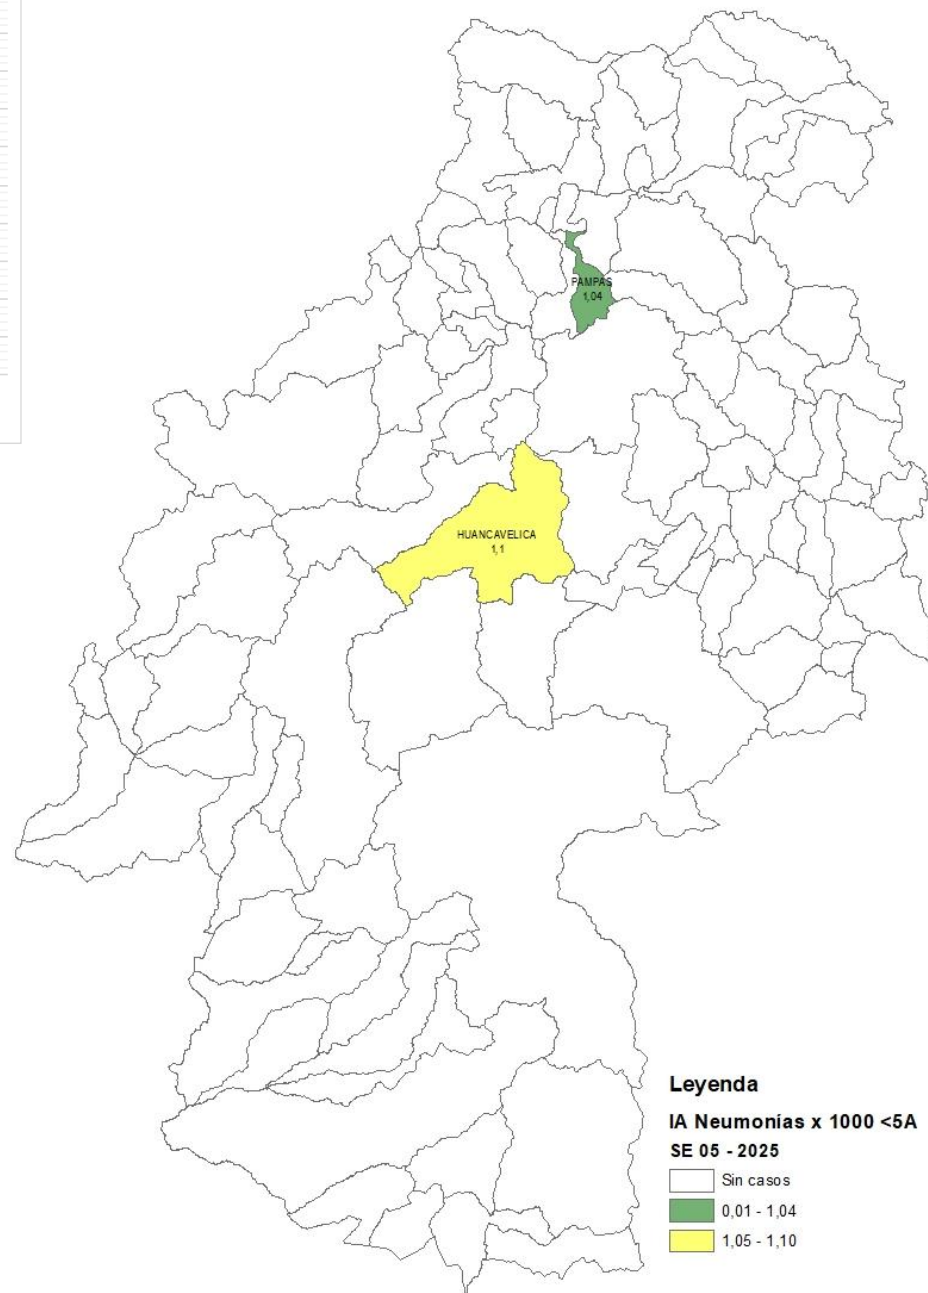 PAMPAS
1,04
HUANCAVELICA
1,1
Leyenda
IA Neumonías x 1000 <5A
SE 05 - 2025
Sin casos
0,01 - 1,04
1,05 - 1,10